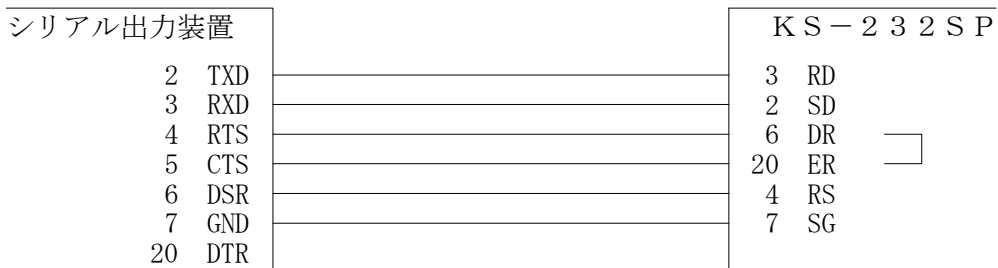 シリアル出力装置 KS-232SP
2 TXD 3 RD
3 RXD 2 SD
4 RTS 6 DR
5 CTS 20 ER
6 DSR 4 RS
7 GND 7 SG
20 DTR